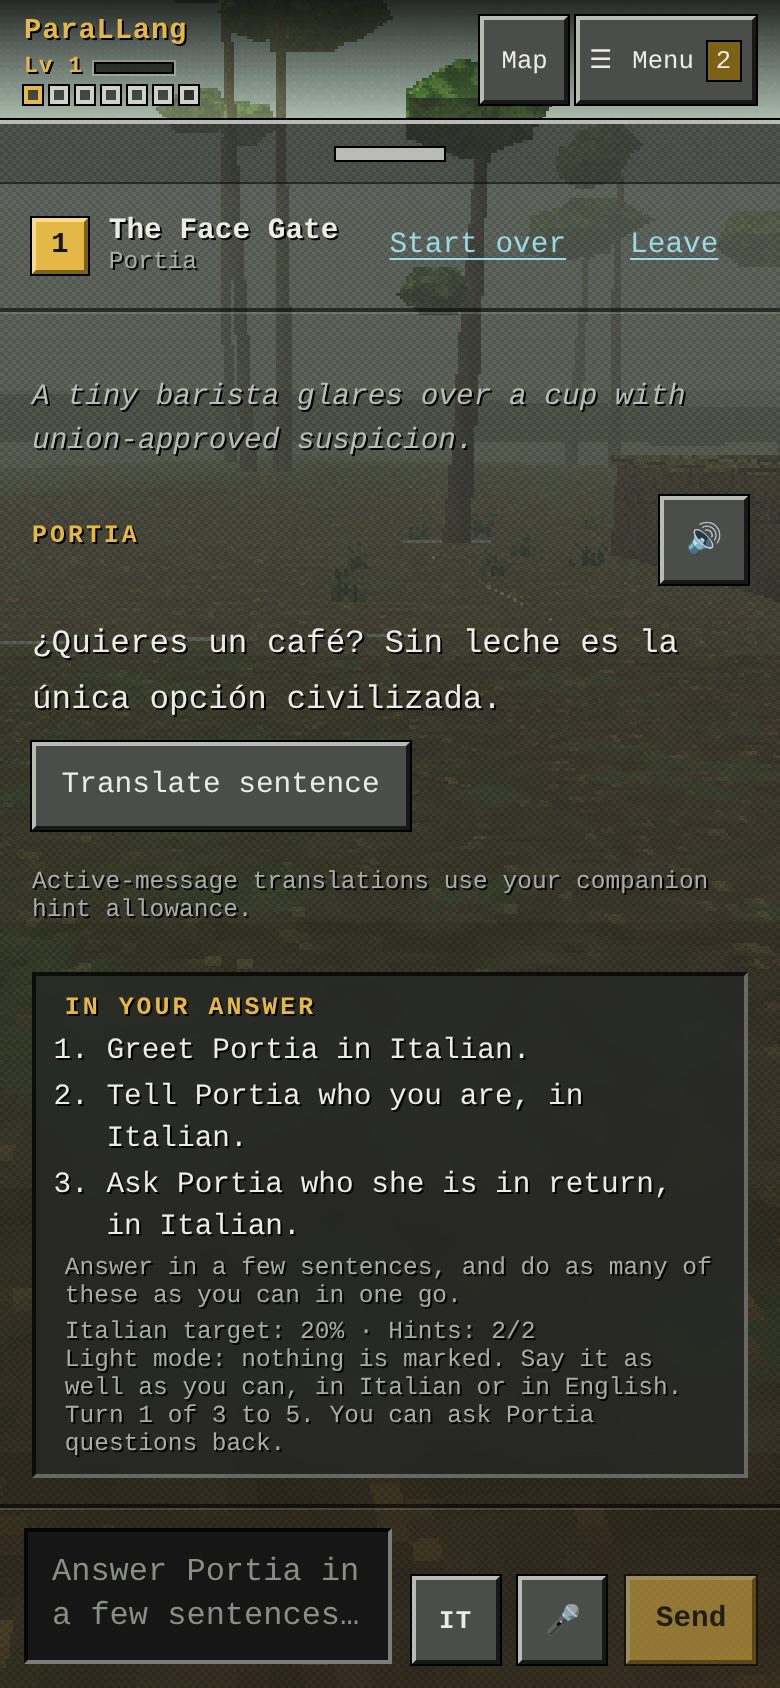 ParaLLang
Lv 1
Map
☰ Menu 2
1
The Face Gate
Portia
Start over
Leave
A tiny barista glares over a cup with
union-approved suspicion.
PORTIA
¿Quieres un café? Sin leche es la
única opción civilizada.
Translate sentence
Active-message translations use your companion
hint allowance.
IN YOUR ANSWER
1. Greet Portia in Italian.
2. Tell Portia who you are, in
Italian.
3. Ask Portia who she is in return,
in Italian.
Answer in a few sentences, and do as many of
these as you can in one go.
Italian target: 20% · Hints: 2/2
Light mode: nothing is marked. Say it as
well as you can, in Italian or in English.
Turn 1 of 3 to 5. You can ask Portia
questions back.
Answer Portia in
a few sentences…
IT
Send